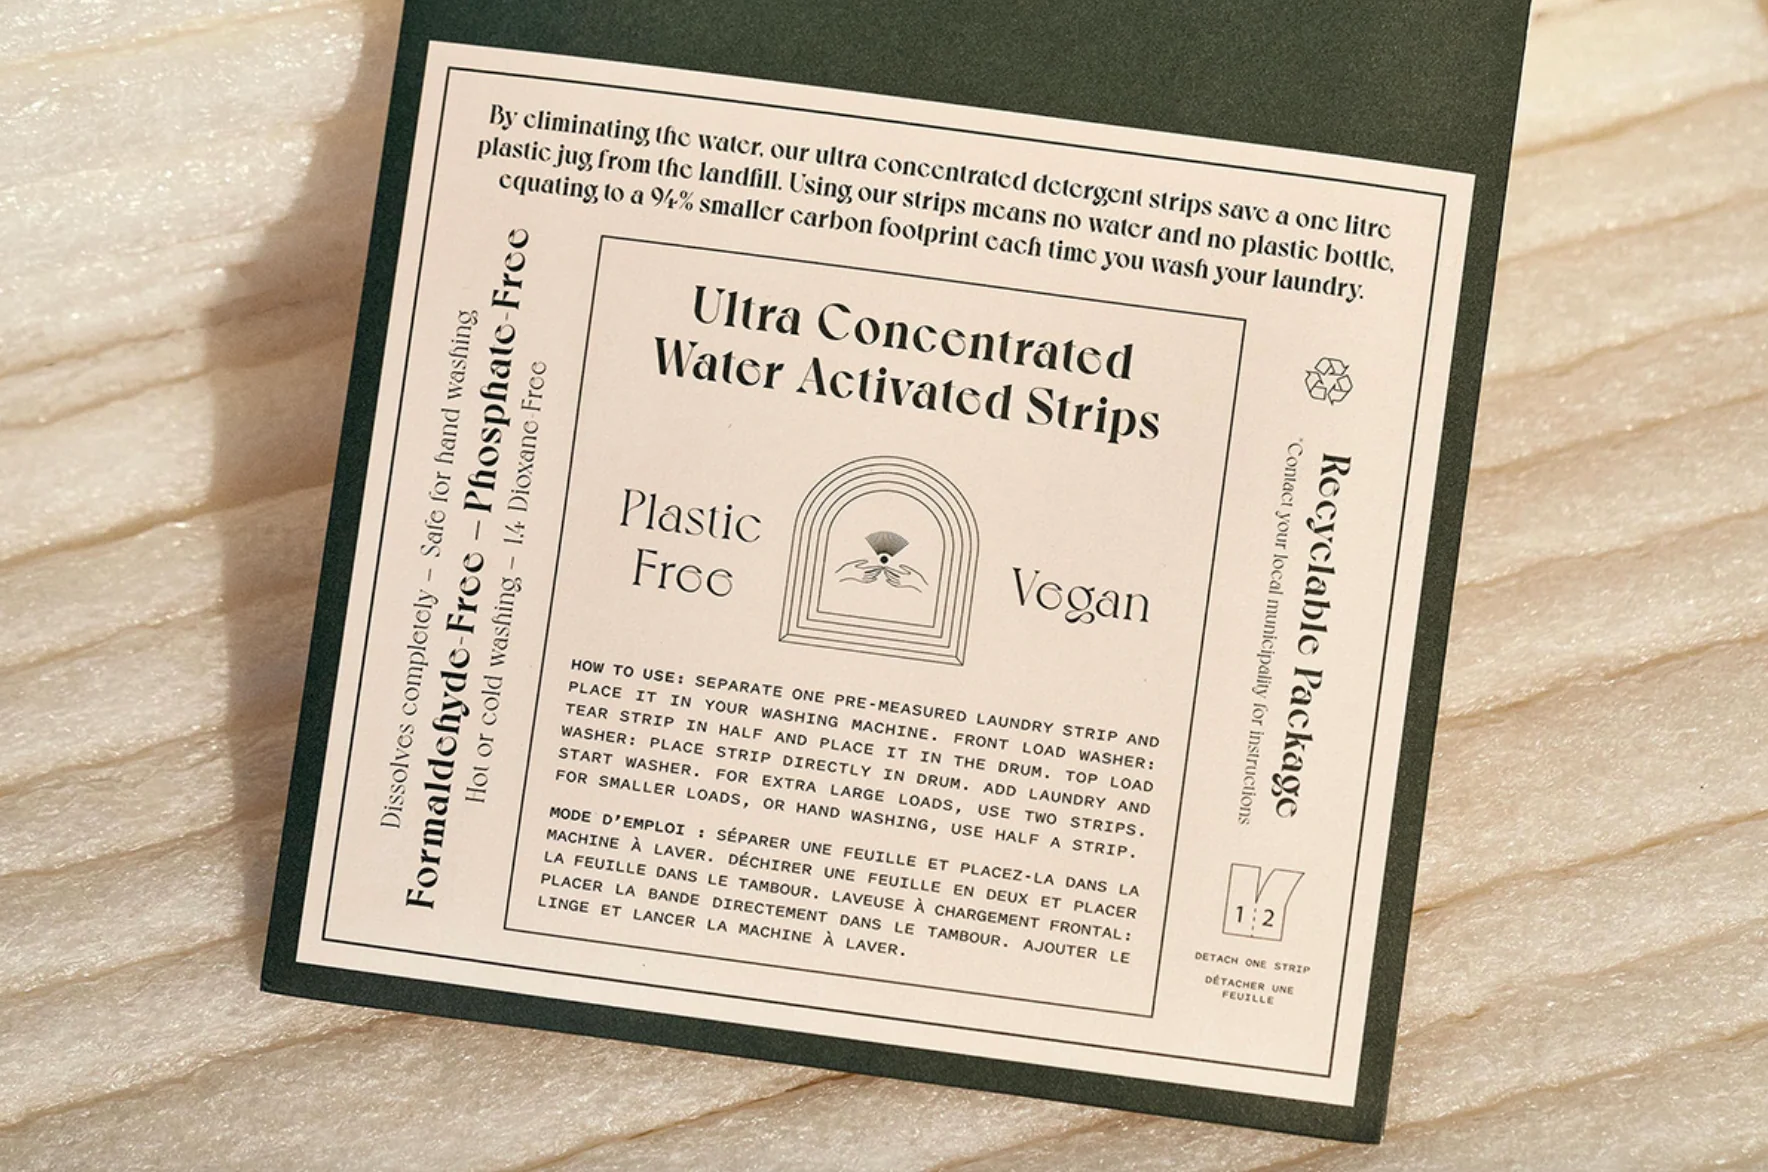 By eliminating the water, our ultra concentrated detergent strips save a one litre
plastic jug from the landfill. Using our strips means no water and no plastic bottle,
equating to a 94% smaller carbon footprint each time you wash your laundry.
Dissolves completely – Safe for hand washing
Formaldehyde-Free – Phosphate-Free
Hot or cold washing – 1,4 Dioxane-Free
Ultra Concentrated
Water Activated Strips
Plastic
Free
Vegan
HOW TO USE: SEPARATE ONE PRE-MEASURED LAUNDRY STRIP AND
PLACE IT IN YOUR WASHING MACHINE. FRONT LOAD WASHER:
TEAR STRIP IN HALF AND PLACE IT IN THE DRUM. TOP LOAD
WASHER: PLACE STRIP DIRECTLY IN DRUM. ADD LAUNDRY AND
START WASHER. FOR EXTRA LARGE LOADS, USE TWO STRIPS.
FOR SMALLER LOADS, OR HAND WASHING, USE HALF A STRIP.
MODE D'EMPLOI : SÉPARER UNE FEUILLE ET PLACEZ-LA DANS LA
MACHINE À LAVER. DÉCHIRER UNE FEUILLE EN DEUX ET PLACER
LA FEUILLE DANS LE TAMBOUR. LAVEUSE À CHARGEMENT FRONTAL:
PLACER LA BANDE DIRECTEMENT DANS LE TAMBOUR. AJOUTER LE
LINGE ET LANCER LA MACHINE À LAVER.
Recyclable Package
*Contact your local municipality for instructions
1 2
DETACH ONE STRIP
DÉTACHER UNE
FEUILLE